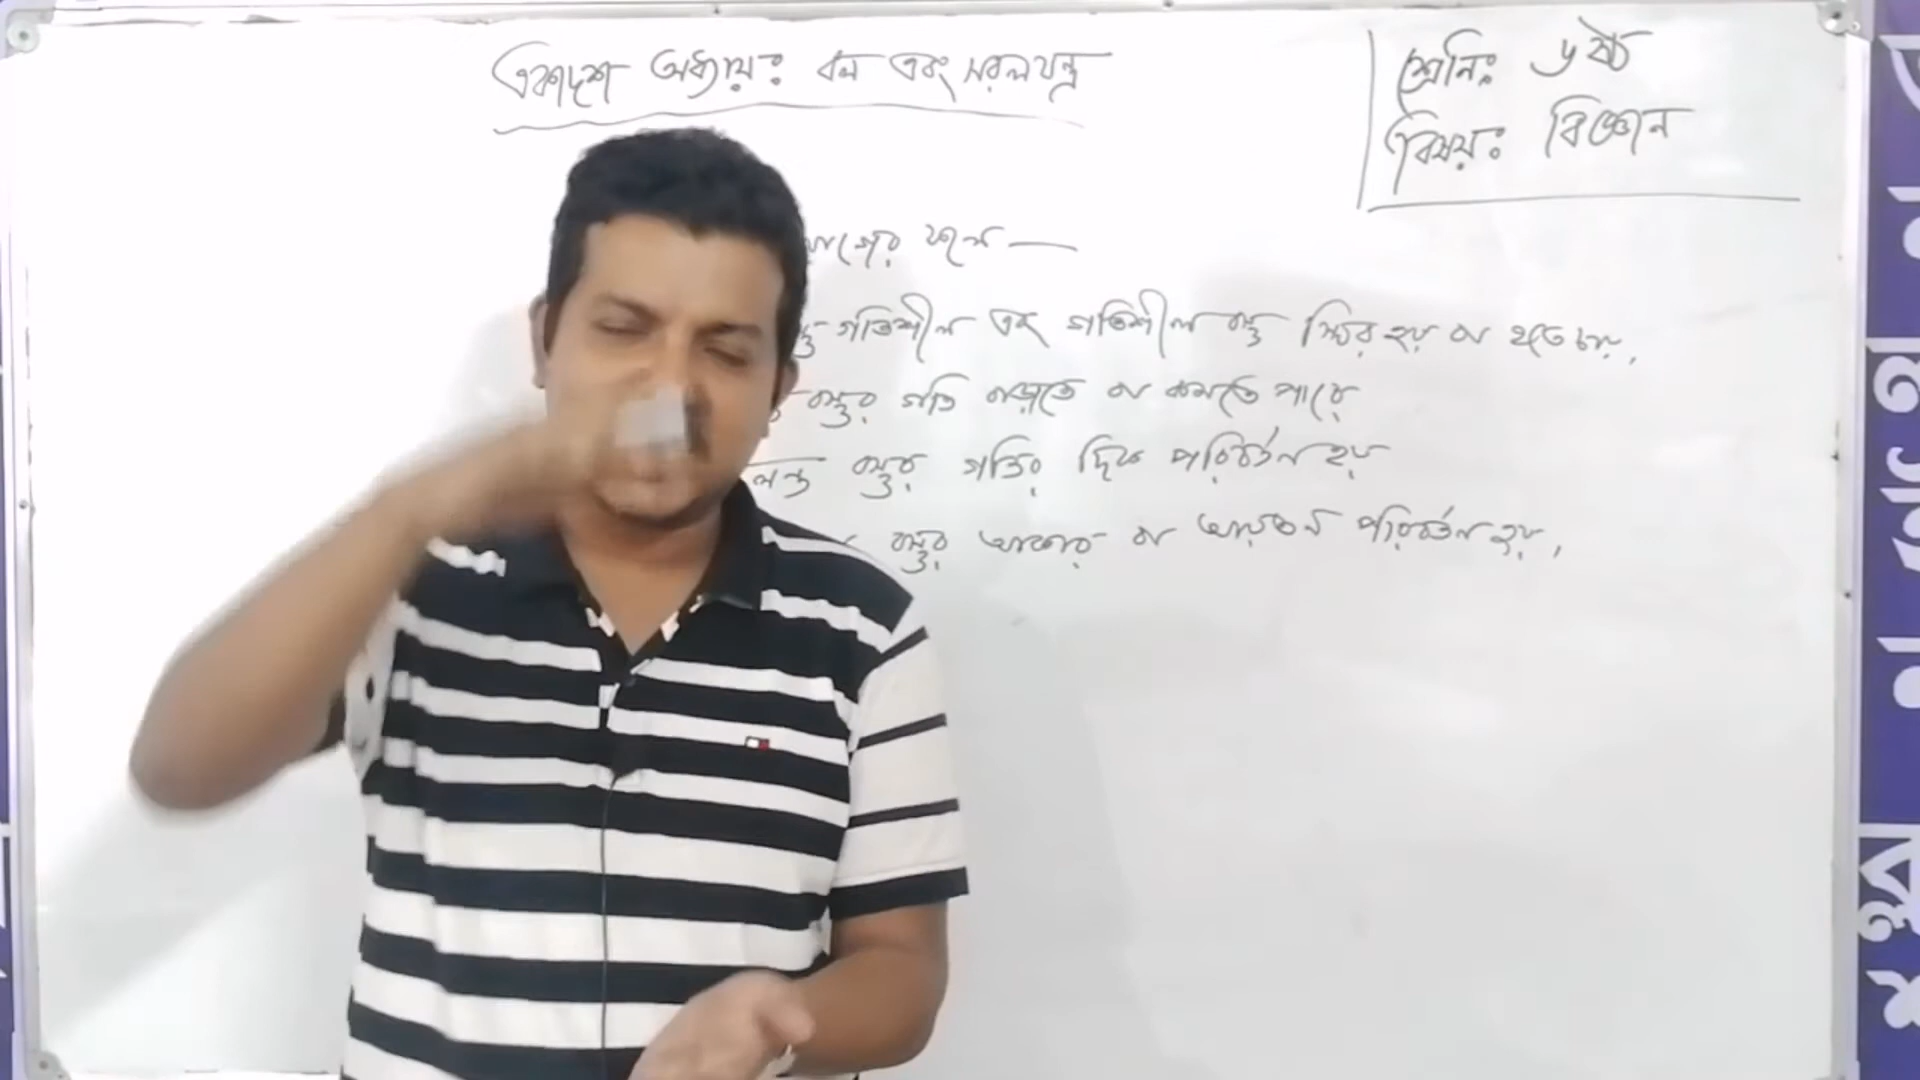 একাদশ অধ্যায়ঃ বল এবং সরলযন্ত্র
শ্রেনিঃ ৬ষ্ঠ
বিষয়ঃ বিজ্ঞান
য়োগের ফলে —
গতিশীল এবং গতিশীল বস্তু স্থির হয় বা হতে চায়,
বস্তুর গতি বাড়াতে বা কমাতে পারে
বস্তুর গতির দিক পরিবর্তন হয়
বস্তুর আকার বা আয়তন পরিবর্তন হয়,